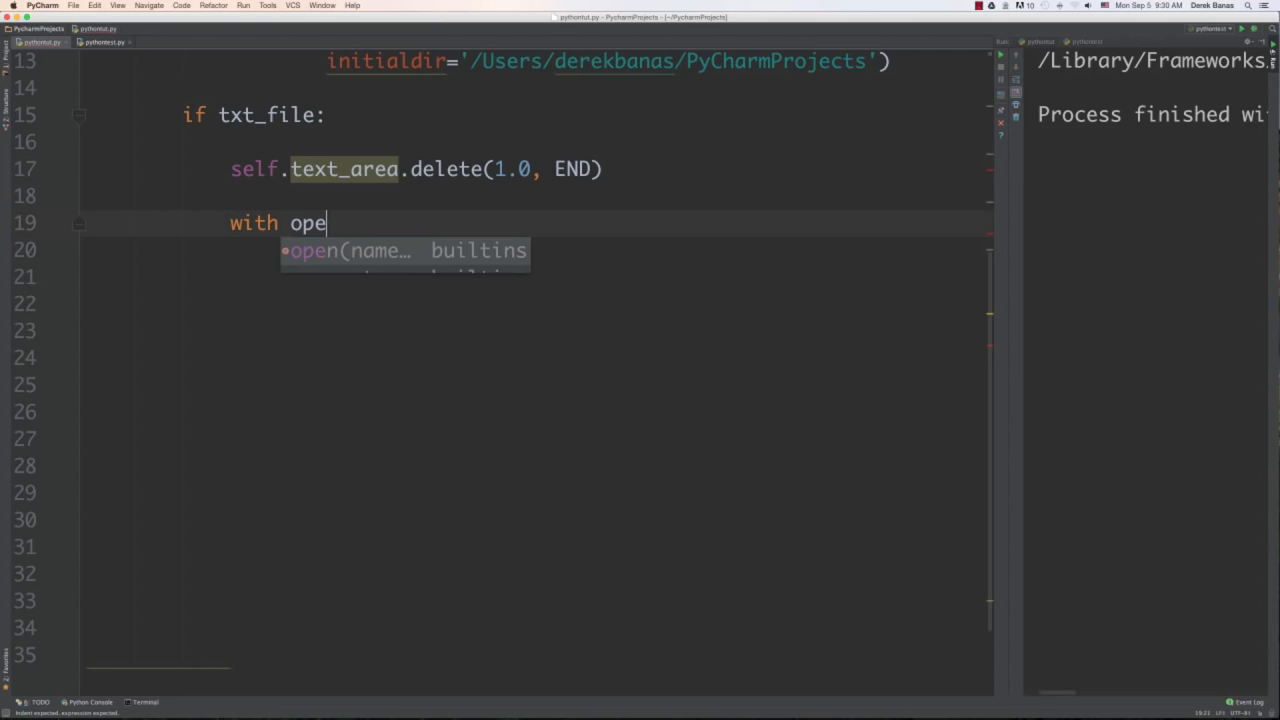 PyCharm File Edit View Navigate Code Refactor Run Tools VCS Window Help 10 Mon Sep 5 9:30 AM Derek Banas
pythontut.py - PycharmProjects - [~/PycharmProjects]
PycharmProjects pythontut.py pythontest
pythontut.py pythontest.py Run: pythontut pythontest
13 initialdir='/Users/derekbanas/PyCharmProjects') /Library/Frameworks
14
15 if txt_file: Process finished wi
16
17 self.text_area.delete(1.0, END)
18
19 with ope
20 open(name… builtins
21
22
23
24
25
26
27
28
29
30
31
32
33
34
35
1: Project
7: Structure
2: Favorites
6: TODO Python Console Terminal Event Log
Indent expected. expression expected. 19:21 LF: UTF-8: